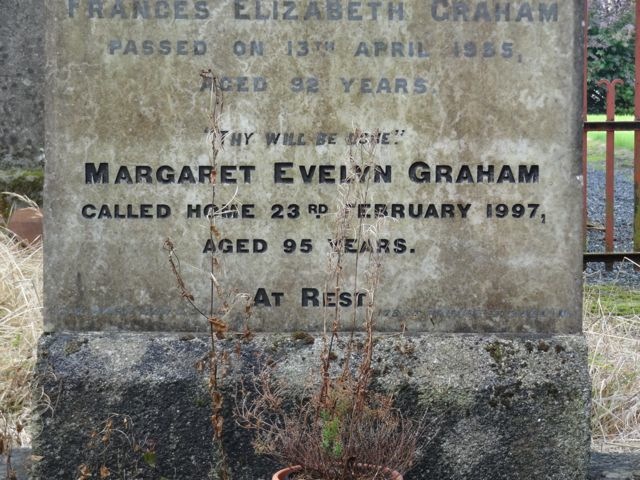 FRANCES ELIZABETH GRAHAM
PASSED ON 13TH APRIL 1985,
AGED 92 YEARS.
"THY WILL BE DONE."
MARGARET EVELYN GRAHAM
CALLED HOME 23RD FEBRUARY 1997,
AGED 95 YEARS.
AT REST